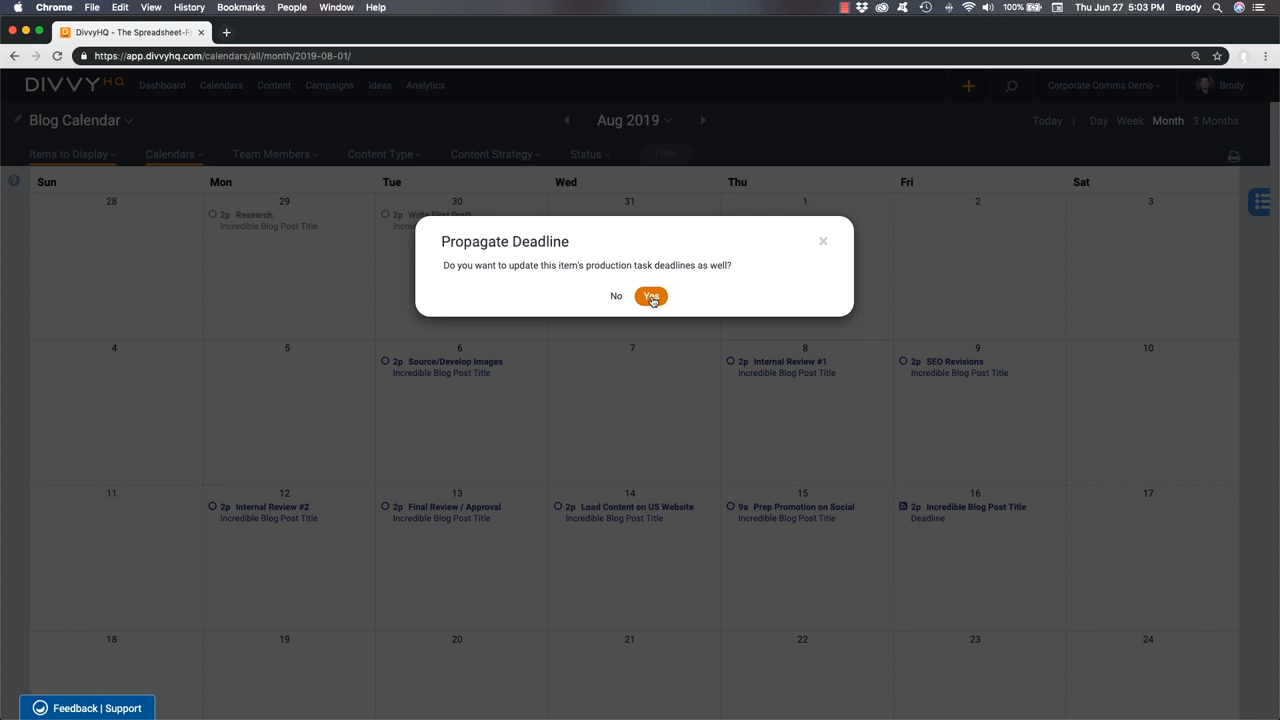 Chrome File Edit View History Bookmarks People Window Help 100% Thu Jun 27 5:03 PM Brody
DivvyHQ - The Spreadsheet-Fr
https://app.divvyhq.com/calendars/all/month/2019-08-01/
DIVVYHQ Dashboard Calendars Content Campaigns Ideas Analytics Corporate Comms Demo Brody
Blog Calendar Aug 2019 Today | Day Week Month 3 Months
Items to Display Calendars Team Members Content Type Content Strategy Status Filter
Sun Mon Tue Wed Thu Fri Sat
28 29 30 31 1 2 3
2p Research 2p Write First Draft
Incredible Blog Post Title
Propagate Deadline
Do you want to update this item's production task deadlines as well?
No Yes
4 5 6 7 8 9 10
2p Source/Develop Images 2p Internal Review #1 2p SEO Revisions
Incredible Blog Post Title Incredible Blog Post Title Incredible Blog Post Title
11 12 13 14 15 16 17
2p Internal Review #2 2p Final Review / Approval 2p Load Content on US Website 9a Prep Promotion on Social 2p Incredible Blog Post Title
Incredible Blog Post Title Incredible Blog Post Title Incredible Blog Post Title Incredible Blog Post Title Deadline
18 19 20 21 22 23 24
Feedback | Support